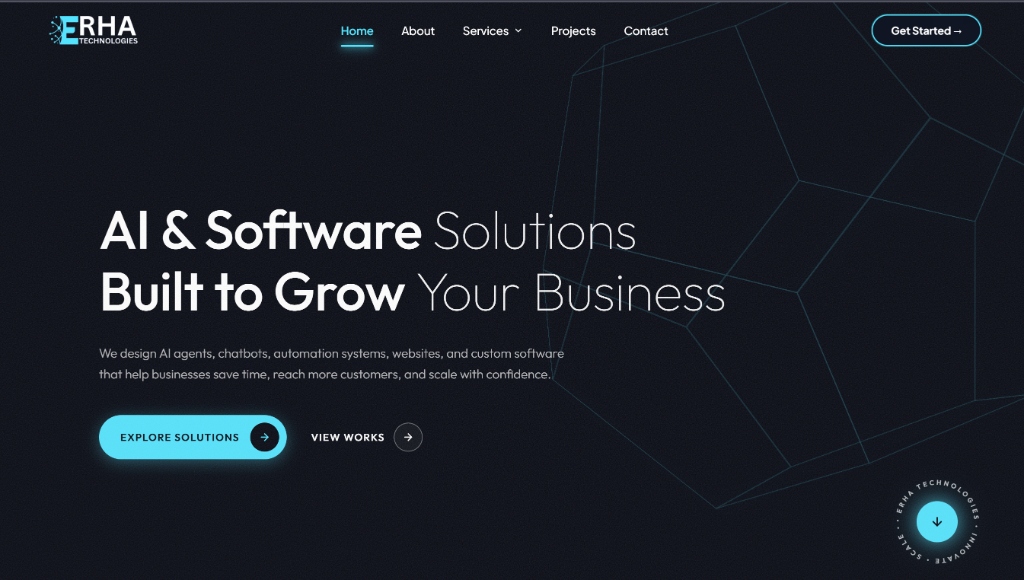 ERHA
TECHNOLOGIES
Home
About
Services
Projects
Contact
Get Started →
AI & Software Solutions
Built to Grow Your Business
We design AI agents, chatbots, automation systems, websites, and custom software
that help businesses save time, reach more customers, and scale with confidence.
EXPLORE SOLUTIONS →
VIEW WORKS →
ERHA TECHNOLOGIES • INNOVATE • SCALE •